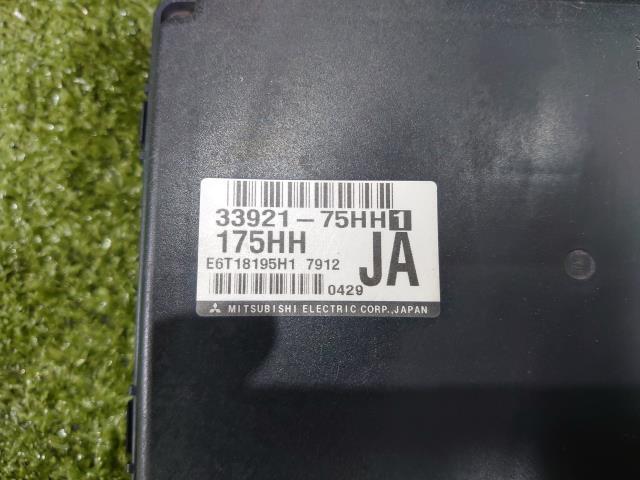 33921-75HH1
175HH
JA
E6T18195H1 7912
0429
MITSUBISHI ELECTRIC CORP., JAPAN